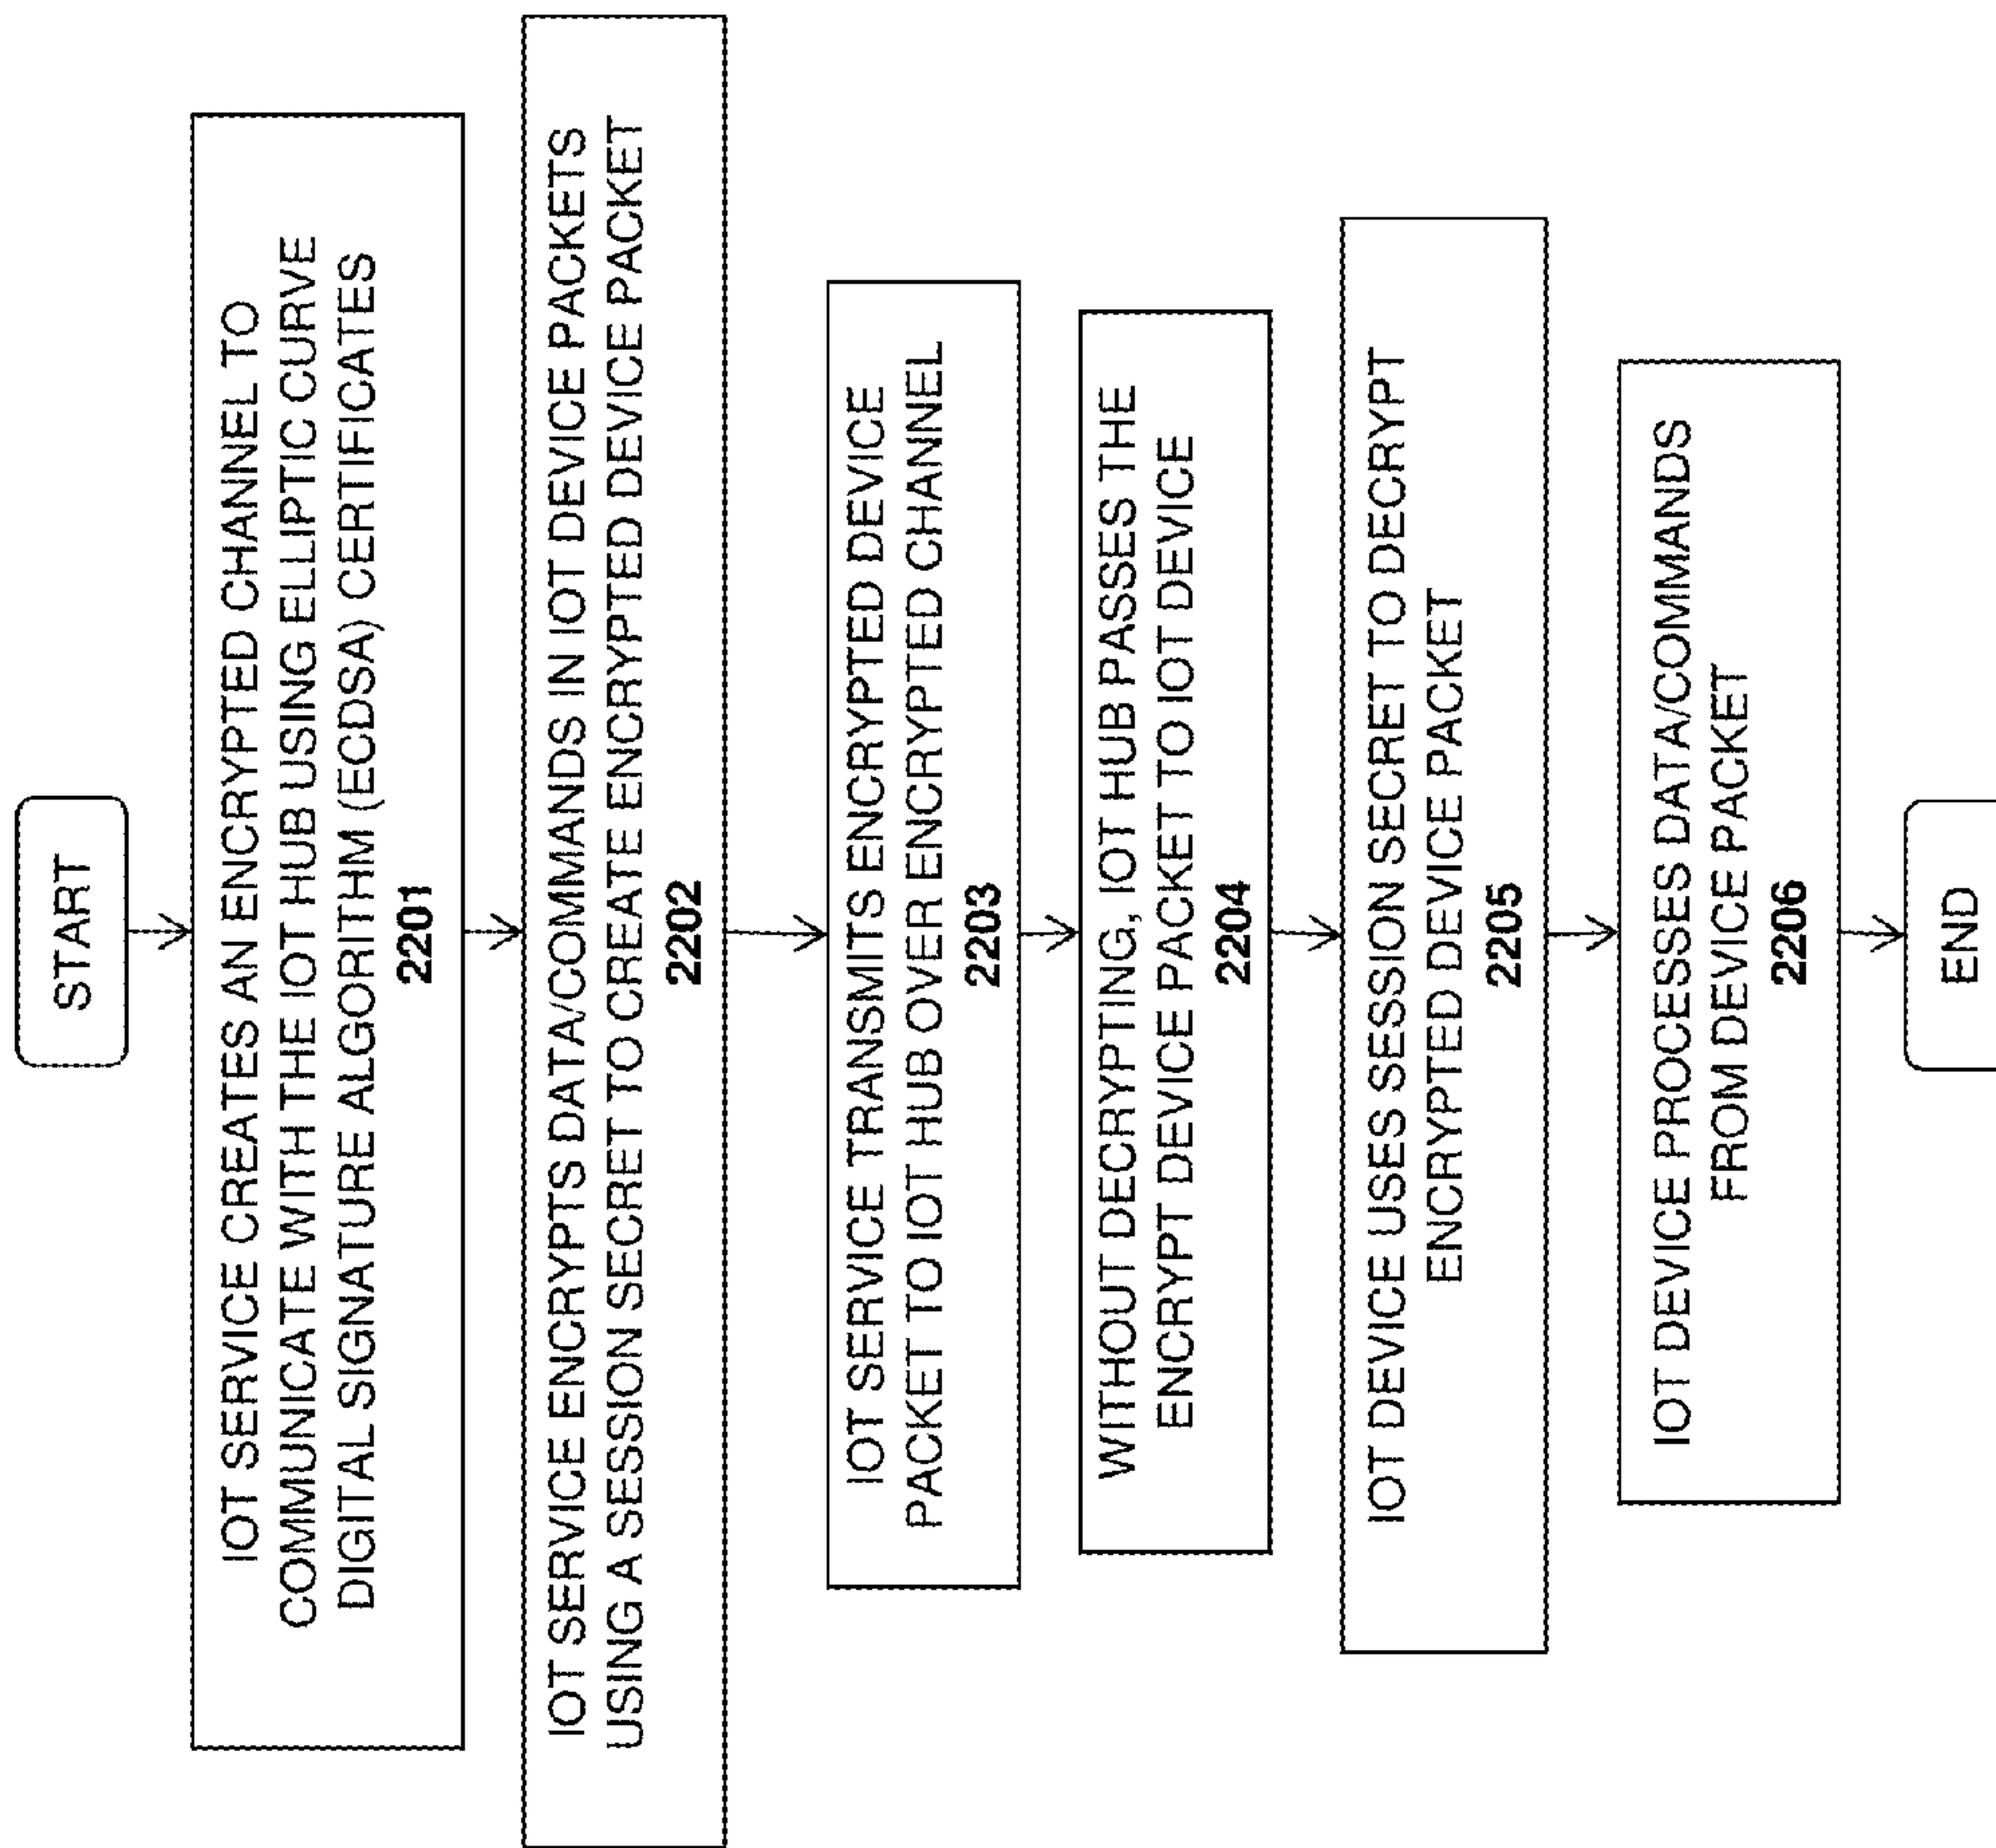 START
IOT SERVICE CREATES AN ENCRYPTED CHANNEL TO
COMMUNICATE WITH THE IOT HUB USING ELLIPTIC CURVE
DIGITAL SIGNATURE ALGORITHM (ECDSA) CERTIFICATES
2201
IOT SERVICE ENCRYPTS DATA/COMMANDS IN IOT DEVICE PACKETS
USING A SESSION SECRET TO CREATE ENCRYPTED DEVICE PACKET
2202
IOT SERVICE TRANSMITS ENCRYPTED DEVICE
PACKET TO IOT HUB OVER ENCRYPTED CHANNEL
2203
WITHOUT DECRYPTING, IOT HUB PASSES THE
ENCRYPT DEVICE PACKET TO IOT DEVICE
2204
IOT DEVICE USES SESSION SECRET TO DECRYPT
ENCRYPTED DEVICE PACKET
2205
IOT DEVICE PROCESSES DATA/COMMANDS
FROM DEVICE PACKET
2206
END